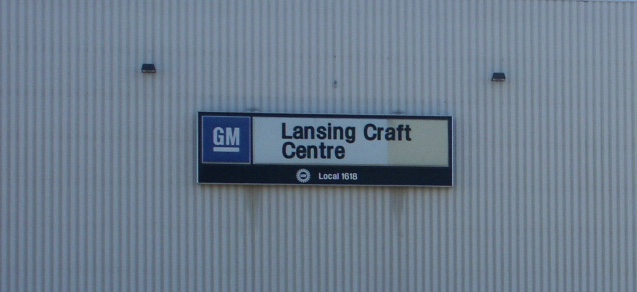 GM
Lansing Craft
Centre
Local 1618